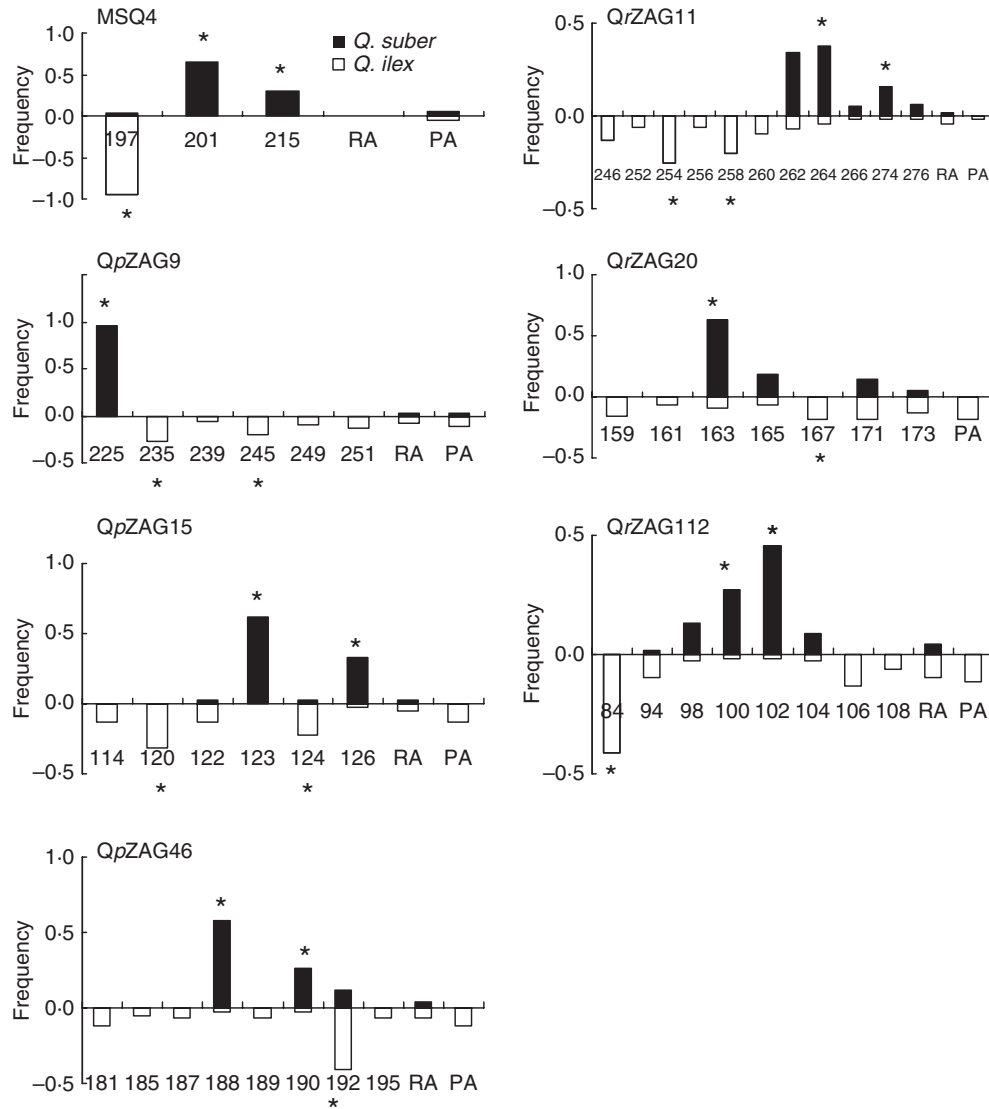 MSQ4
1·0
0·5
0·0
−0·5
−1·0
Frequency
* *
■ Q. suber
□ Q. ilex
197 201 215 RA PA
*
QrZAG11
0·5
0·0
−0·5
Frequency
* *
246 252 254 256 258 260 262 264 266 274 276 RA PA
* *
QpZAG9
1·0
0·5
0·0
−0·5
Frequency
*
225 235 239 245 249 251 RA PA
* *
QrZAG20
1·0
0·5
0·0
−0·5
Frequency
*
159 161 163 165 167 171 173 PA
*
QpZAG15
1·0
0·5
0·0
−0·5
Frequency
* *
114 120 122 123 124 126 RA PA
* *
QrZAG112
0·5
0·0
−0·5
Frequency
* *
84 94 98 100 102 104 106 108 RA PA
*
QpZAG46
1·0
0·5
0·0
−0·5
Frequency
* *
181 185 187 188 189 190 192 195 RA PA
*